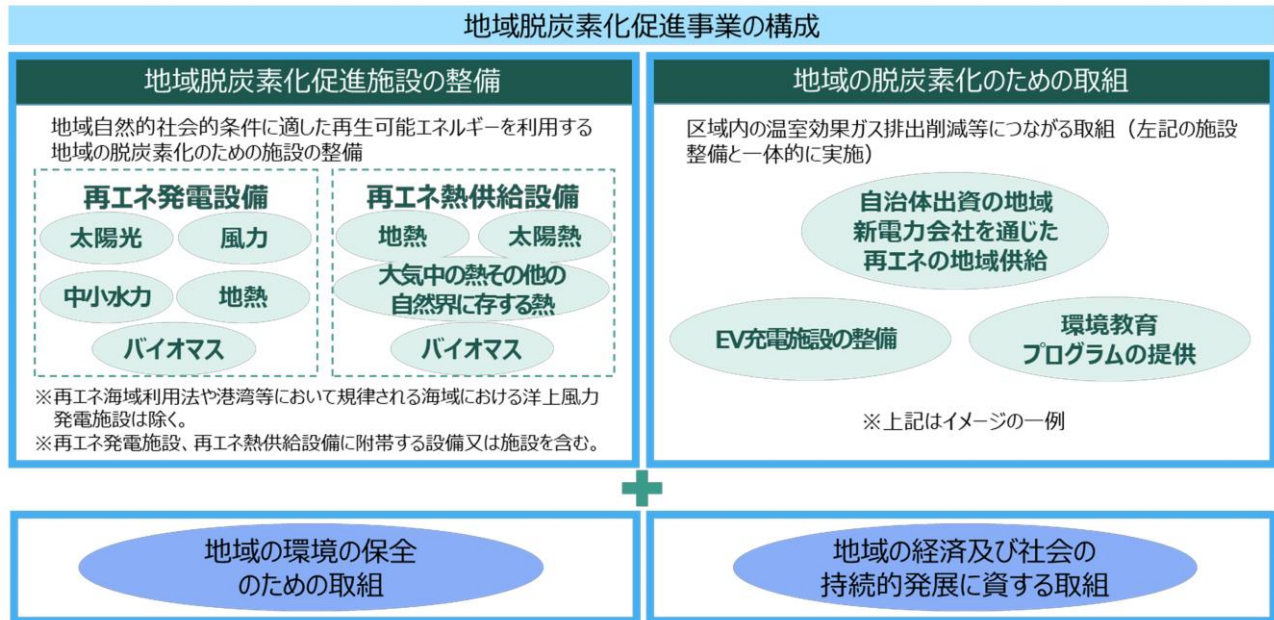 地域脱炭素化促進事業の構成
地域脱炭素化促進施設の整備
地域自然的社会的条件に適した再生可能エネルギーを利用する
地域の脱炭素化のための施設の整備
再エネ発電設備
太陽光
風力
中小水力
地熱
バイオマス
再エネ熱供給設備
地熱
太陽熱
大気中の熱その他の
自然界に存する熱
バイオマス
※再エネ海域利用法や港湾等において規律される海域における洋上風力
発電施設は除く。
※再エネ発電施設、再エネ熱供給設備に附帯する設備又は施設を含む。
地域の脱炭素化のための取組
区域内の温室効果ガス排出削減等につながる取組（左記の施設
整備と一体的に実施）
自治体出資の地域
新電力会社を通じた
再エネの地域供給
EV充電施設の整備
環境教育
プログラムの提供
※上記はイメージの一例
地域の環境の保全
のための取組
地域の経済及び社会の
持続的発展に資する取組